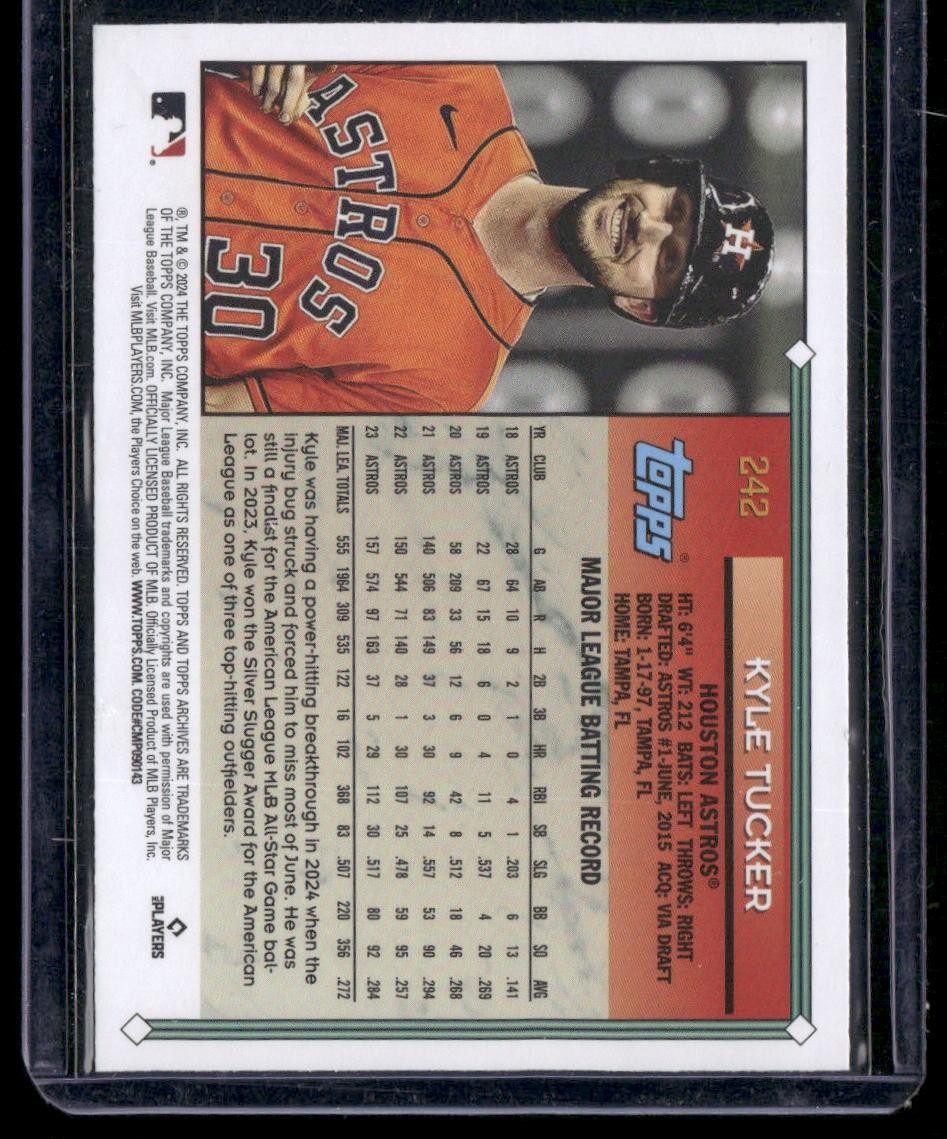 242
KYLE TUCKER
topps®
HOUSTON ASTROS®
HT: 6'4" WT: 212 BATS: LEFT THROWS: RIGHT
DRAFTED: ASTROS #1-JUNE, 2015 ACQ: VIA DRAFT
BORN: 1-17-97, TAMPA, FL
HOME: TAMPA, FL
MAJOR LEAGUE BATTING RECORD
YR CLUB G AB R H 2B 3B HR RBI SB SLG BB SO AVG
18 ASTROS 28 64 10 9 2 1 0 4 1 .203 6 13 .141
19 ASTROS 22 67 15 18 6 0 4 11 5 .537 4 20 .269
20 ASTROS 58 209 33 56 12 6 9 42 8 .512 18 46 .268
21 ASTROS 140 506 83 149 37 3 30 92 14 .557 53 90 .294
22 ASTROS 150 544 71 140 28 1 30 107 25 .478 59 95 .257
23 ASTROS 157 574 97 163 37 5 29 112 30 .517 80 92 .284
MAJ. LEA. TOTALS 555 1964 309 535 122 16 102 368 83 .507 220 356 .272
Kyle was having a power-hitting breakthrough in 2024 when the
injury bug struck and forced him to miss most of June. He was
still a finalist for the American League MLB All-Star Game bal-
lot. In 2023, Kyle won the Silver Slugger Award for the American
League as one of three top-hitting outfielders.
ASTROS
30
H
®, TM & © 2024 THE TOPPS COMPANY, INC. ALL RIGHTS RESERVED. TOPPS AND TOPPS ARCHIVES ARE TRADEMARKS
OF THE TOPPS COMPANY, INC. Major League Baseball trademarks and copyrights are used with permission of Major
League Baseball. Visit MLB.com. OFFICIALLY LICENSED PRODUCT OF MLB. Officially Licensed Product of MLB Players, Inc.
Visit MLBPLAYERS.COM, the Players Choice on the web. WWW.TOPPS.COM. CODE#CMP090143
PLAYERS